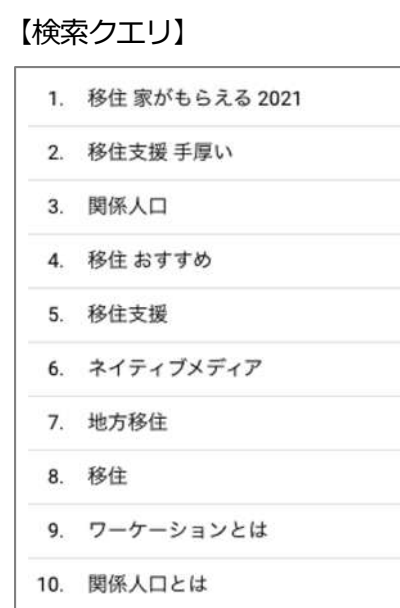 【検索クエリ】
1. 移住 家がもらえる 2021
2. 移住支援 手厚い
3. 関係人口
4. 移住 おすすめ
5. 移住支援
6. ネイティブメディア
7. 地方移住
8. 移住
9. ワーケーションとは
10. 関係人口とは